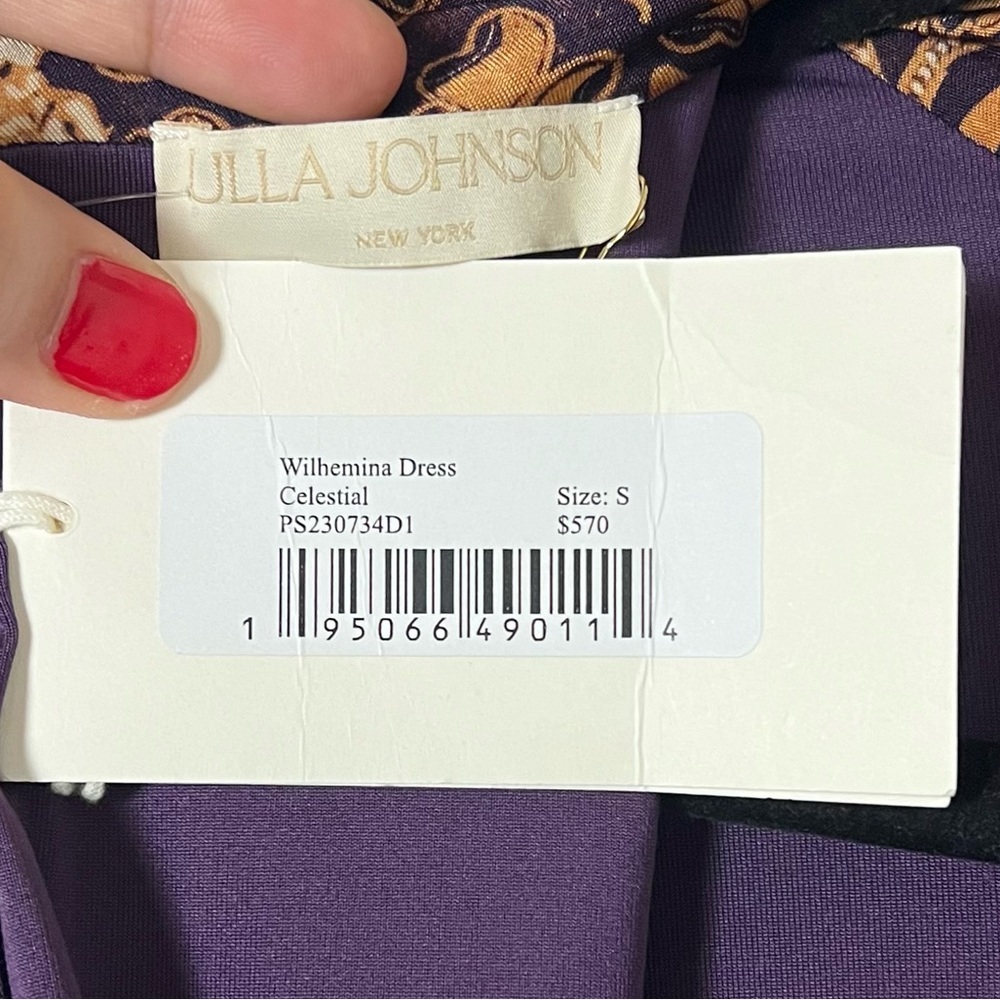 ULLA JOHNSON
NEW YORK
Wilhemina Dress
Celestial Size: S
PS230734D1 $570
1 95066 49011 4